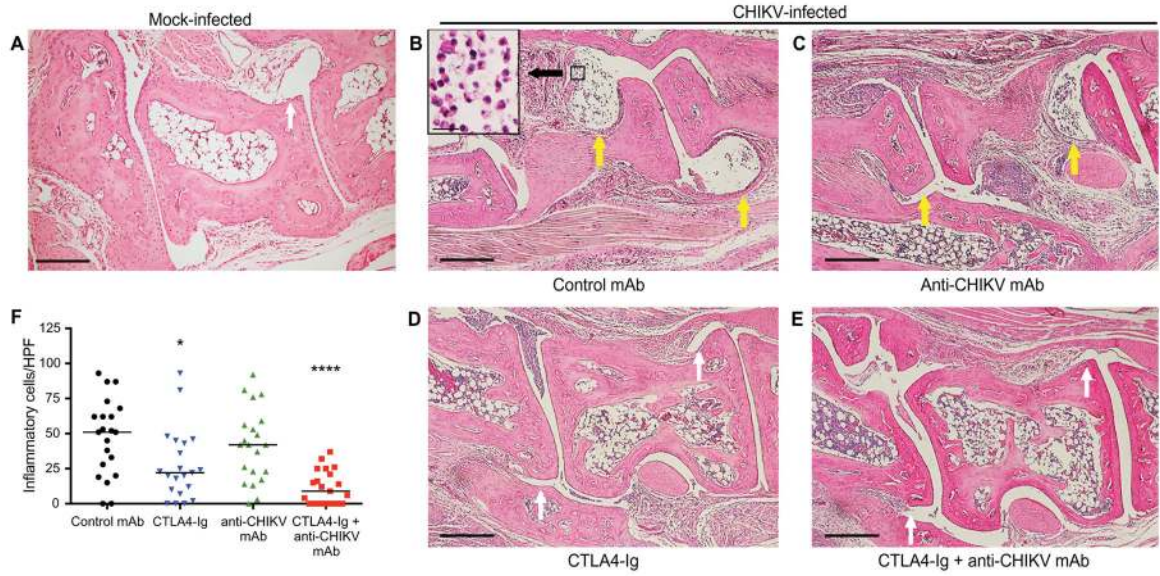 Mock-infected
CHIKV-infected
A
B
C
Control mAb
Anti-CHIKV mAb
F
Inflammatory cells/HPF
125
100
75
50
25
0
*
****
Control mAb
CTLA4-Ig
anti-CHIKV
mAb
CTLA4-Ig +
anti-CHIKV
mAb
D
E
CTLA4-Ig
CTLA4-Ig + anti-CHIKV mAb